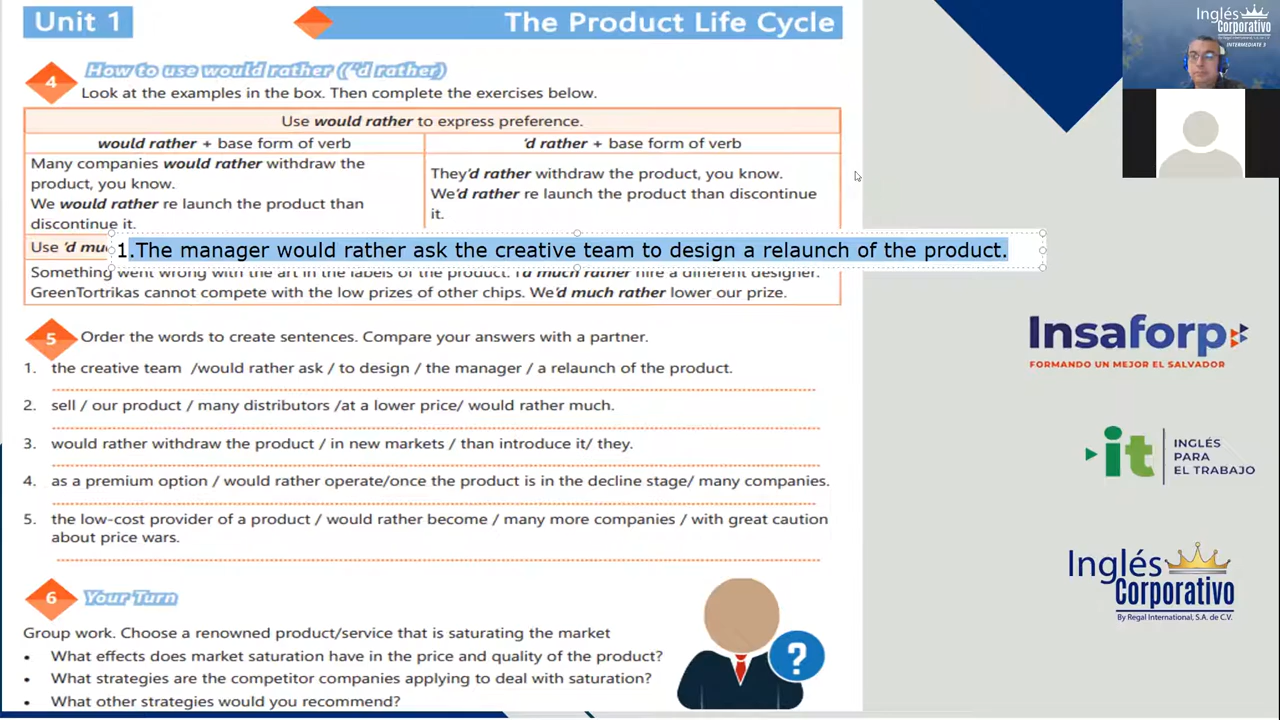 Unit 1
The Product Life Cycle
4
How to use would rather (('d rather)
Look at the examples in the box. Then complete the exercises below.
Use would rather to express preference.
would rather + base form of verb
'd rather + base form of verb
Many companies would rather withdraw the
product, you know.
We would rather re launch the product than
discontinue it.
They'd rather withdraw the product, you know.
We'd rather re launch the product than discontinue
it.
Use 'd mu
1.The manager would rather ask the creative team to design a relaunch of the product.
Something went wrong with the art in the labels of the product. I'd much rather hire a different designer.
GreenTortrikas cannot compete with the low prizes of other chips. We'd much rather lower our prize.
5
Order the words to create sentences. Compare your answers with a partner.
1. the creative team /would rather ask / to design / the manager / a relaunch of the product.
2. sell / our product / many distributors /at a lower price/ would rather much.
3. would rather withdraw the product / in new markets / than introduce it/ they.
4. as a premium option / would rather operate/once the product is in the decline stage/ many companies.
5. the low-cost provider of a product / would rather become / many more companies / with great caution
about price wars.
6
Your Turn
Group work. Choose a renowned product/service that is saturating the market
• What effects does market saturation have in the price and quality of the product?
• What strategies are the competitor companies applying to deal with saturation?
• What other strategies would you recommend?
?
Inglés
Corporativo
By Regal International, S.A. de C.V.
INTERMEDIATE 3
Insaforp
FORMANDO UN MEJOR EL SALVADOR
it
INGLÉS
PARA
EL TRABAJO
Inglés
Corporativo
By Regal International, S.A. de C.V.